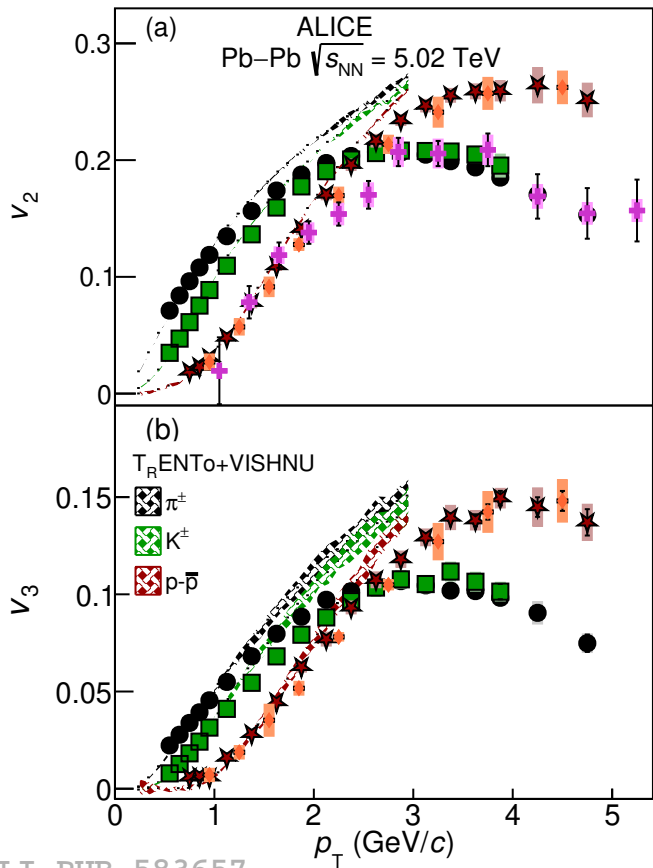 (a)
ALICE
Pb−Pb √sNN = 5.02 TeV
0.3
0.2
0.1
0
v2
(b)
TRENTo+VISHNU
π±
K±
p-p̅
0.15
0.1
0.05
0
v3
0 1 2 3 4 5
pT (GeV/c)
583657